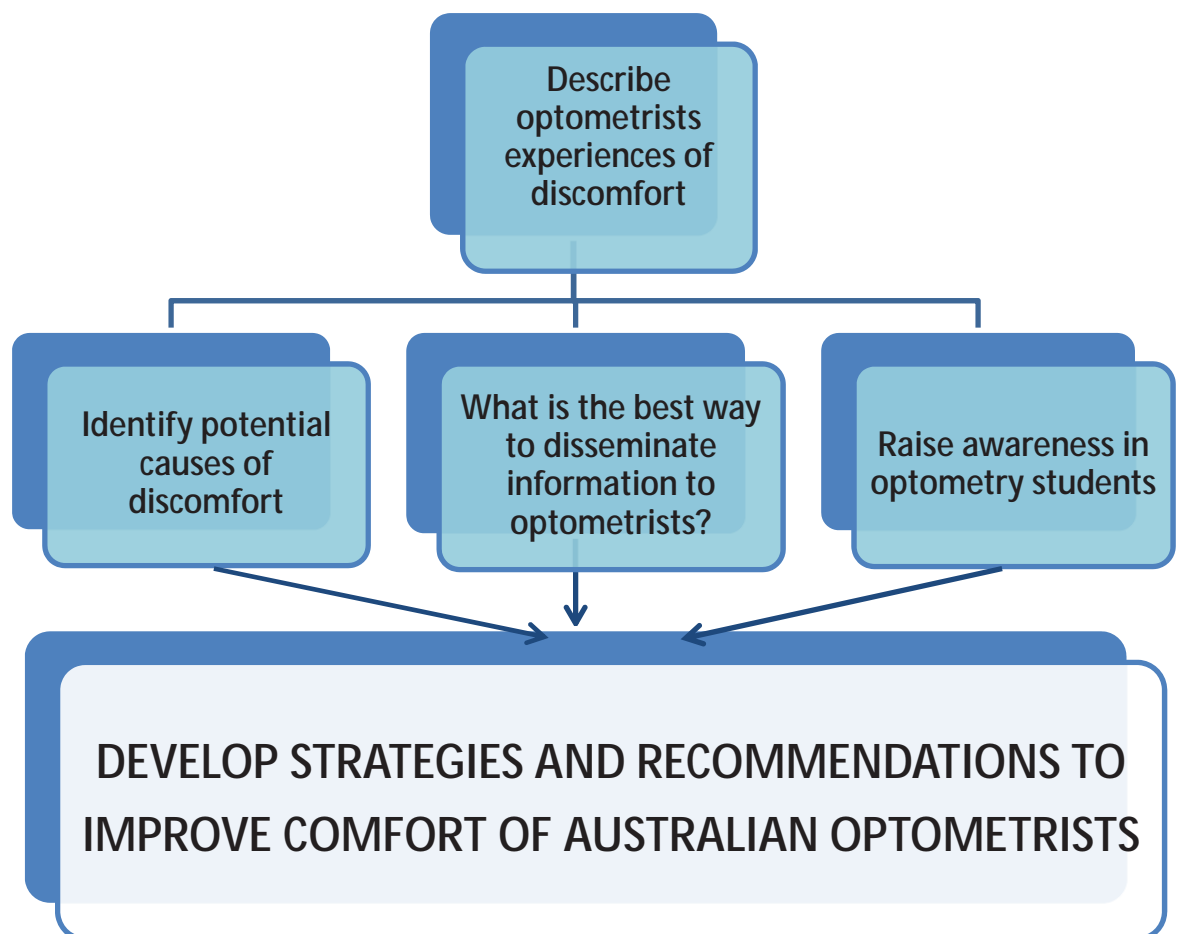 Describe
optometrists
experiences of
discomfort
Identify potential
causes of
discomfort
What is the best way
to disseminate
information to
optometrists?
Raise awareness in
optometry students
DEVELOP STRATEGIES AND RECOMMENDATIONS TO
IMPROVE COMFORT OF AUSTRALIAN OPTOMETRISTS